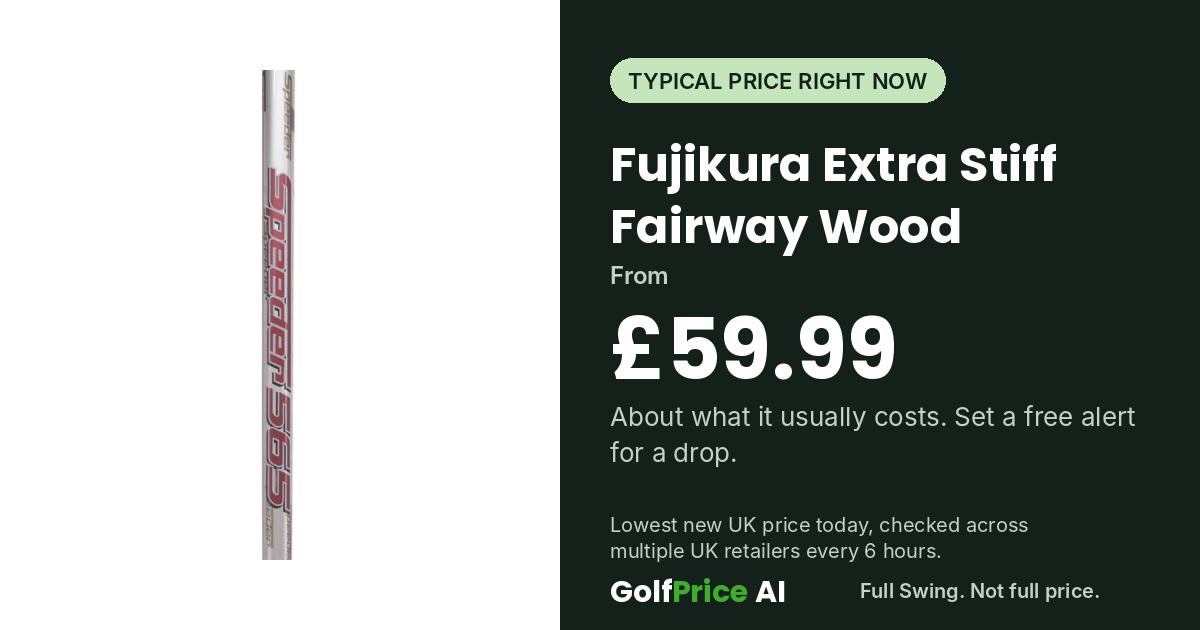 Speeder
Speeder
Speeder 565
TYPICAL PRICE RIGHT NOW
Fujikura Extra Stiff
Fairway Wood
From
£59.99
About what it usually costs. Set a free alert
for a drop.
Lowest new UK price today, checked across
multiple UK retailers every 6 hours.
GolfPrice AI
Full Swing. Not full price.